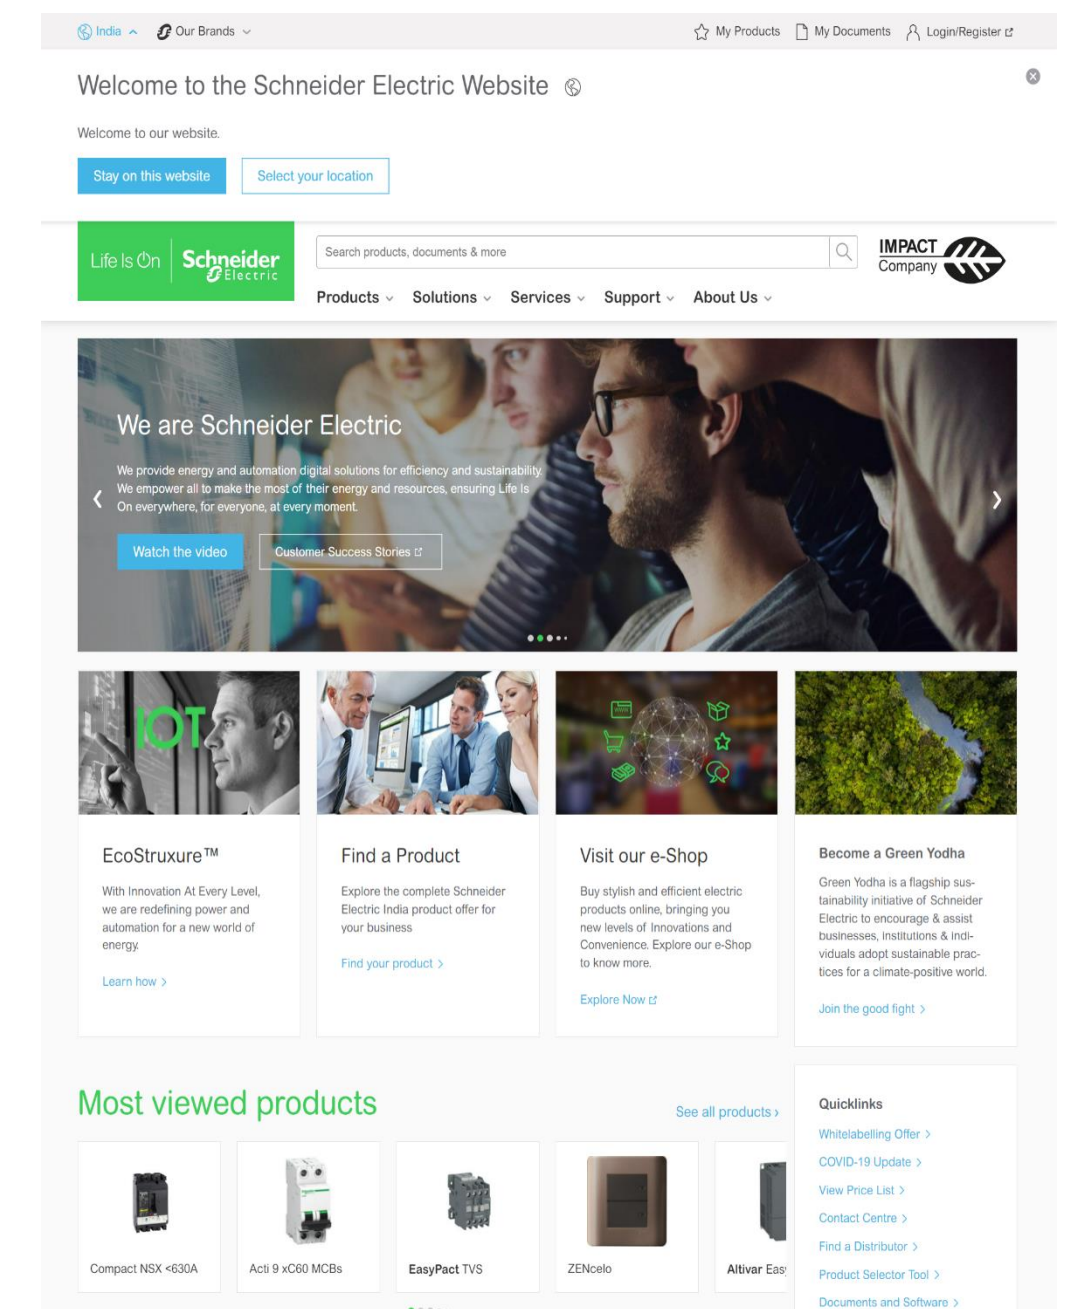 India
Our Brands
My Products
My Documents
Login/Register
Welcome to the Schneider Electric Website
Welcome to our website.
Stay on this website
Select your location
Life Is On
Schneider
Electric
Search products, documents & more
IMPACT
Company
Products
Solutions
Services
Support
About Us
We are Schneider Electric
We provide energy and automation digital solutions for efficiency and sustainability.
We empower all to make the most of their energy and resources, ensuring Life Is
On everywhere, for everyone, at every moment.
Watch the video
Customer Success Stories
IOT
EcoStruxure™
With Innovation At Every Level,
we are redefining power and
automation for a new world of
energy.
Learn how >
Find a Product
Explore the complete Schneider
Electric India product offer for
your business
Find your product >
Visit our e-Shop
Buy stylish and efficient electric
products online, bringing you
new levels of Innovations and
Convenience. Explore our e-Shop
to know more.
Explore Now
Become a Green Yodha
Green Yodha is a flagship sus-
tainability initiative of Schneider
Electric to encourage & assist
businesses, institutions & indi-
viduals adopt sustainable prac-
tices for a climate-positive world.
Join the good fight >
Most viewed products
See all products ›
Compact NSX <630A
Acti 9 xC60 MCBs
EasyPact TVS
ZENcelo
Altivar Easy
Quicklinks
Whitelabelling Offer >
COVID-19 Update >
View Price List >
Contact Centre >
Find a Distributor >
Product Selector Tool >
Documents and Software >